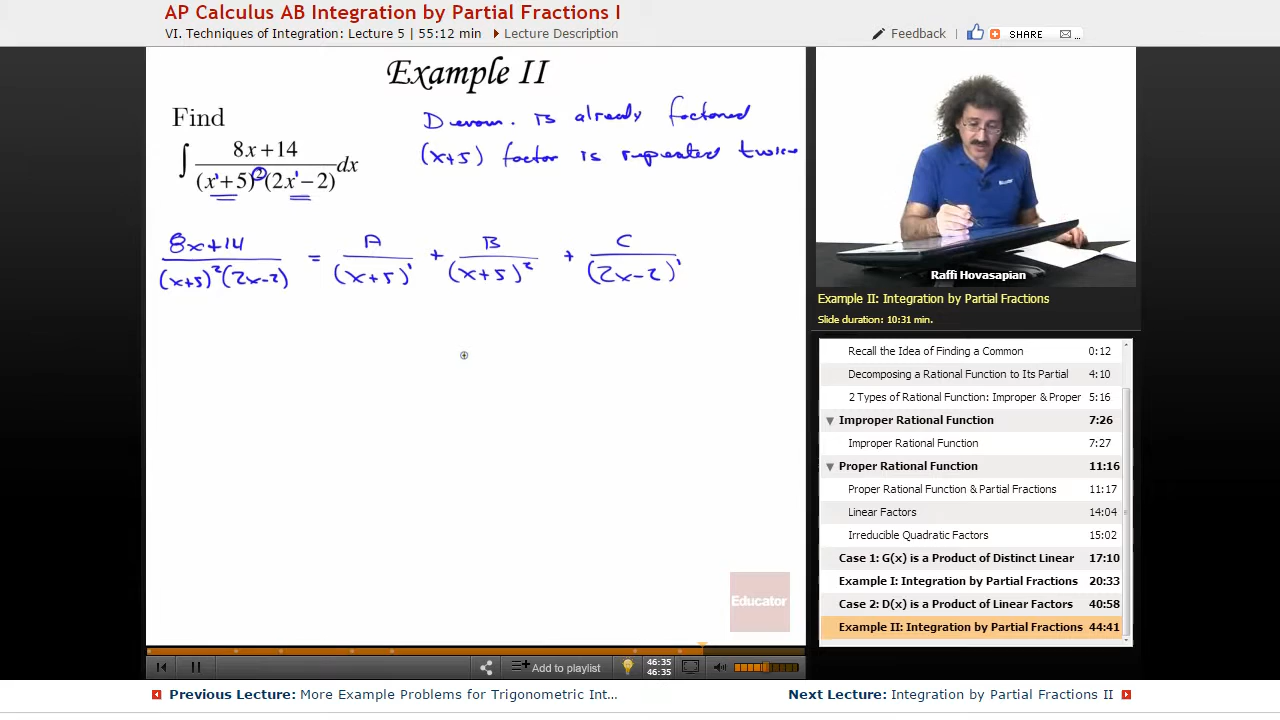 AP Calculus AB Integration by Partial Fractions I
VI. Techniques of Integration: Lecture 5 | 55:12 min
Lecture Description
Feedback
SHARE
Example II
Find
∫ (8x+14)/((x+5)²(2x−2)) dx
Denom. is already factored
(x+5) factor is repeated twice
(8x+14)/((x+5)²(2x−2)) = A/(x+5)¹ + B/(x+5)² + C/(2x−2)¹
Educator
Raffi Hovasapian
Example II: Integration by Partial Fractions
Slide duration: 10:31 min.
Recall the Idea of Finding a Common 0:12
Decomposing a Rational Function to Its Partial 4:10
2 Types of Rational Function: Improper & Proper 5:16
Improper Rational Function 7:26
Improper Rational Function 7:27
Proper Rational Function 11:16
Proper Rational Function & Partial Fractions 11:17
Linear Factors 14:04
Irreducible Quadratic Factors 15:02
Case 1: G(x) is a Product of Distinct Linear 17:10
Example I: Integration by Partial Fractions 20:33
Case 2: D(x) is a Product of Linear Factors 40:58
Example II: Integration by Partial Fractions 44:41
Add to playlist
46:35
46:35
Previous Lecture: More Example Problems for Trigonometric Int...
Next Lecture: Integration by Partial Fractions II